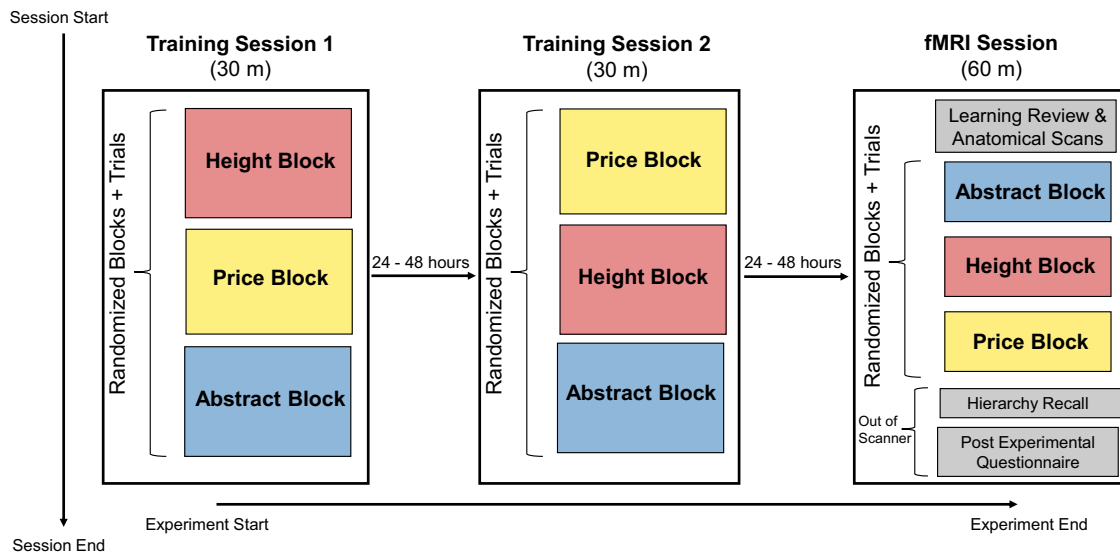 Session Start
Training Session 1
(30 m)
Randomized Blocks + Trials
Height Block
Price Block
Abstract Block
24 - 48 hours
Training Session 2
(30 m)
Randomized Blocks + Trials
Price Block
Height Block
Abstract Block
24 - 48 hours
fMRI Session
(60 m)
Learning Review &
Anatomical Scans
Randomized Blocks + Trials
Abstract Block
Height Block
Price Block
Out of
Scanner
Hierarchy Recall
Post Experimental
Questionnaire
Experiment Start
Experiment End
Session End